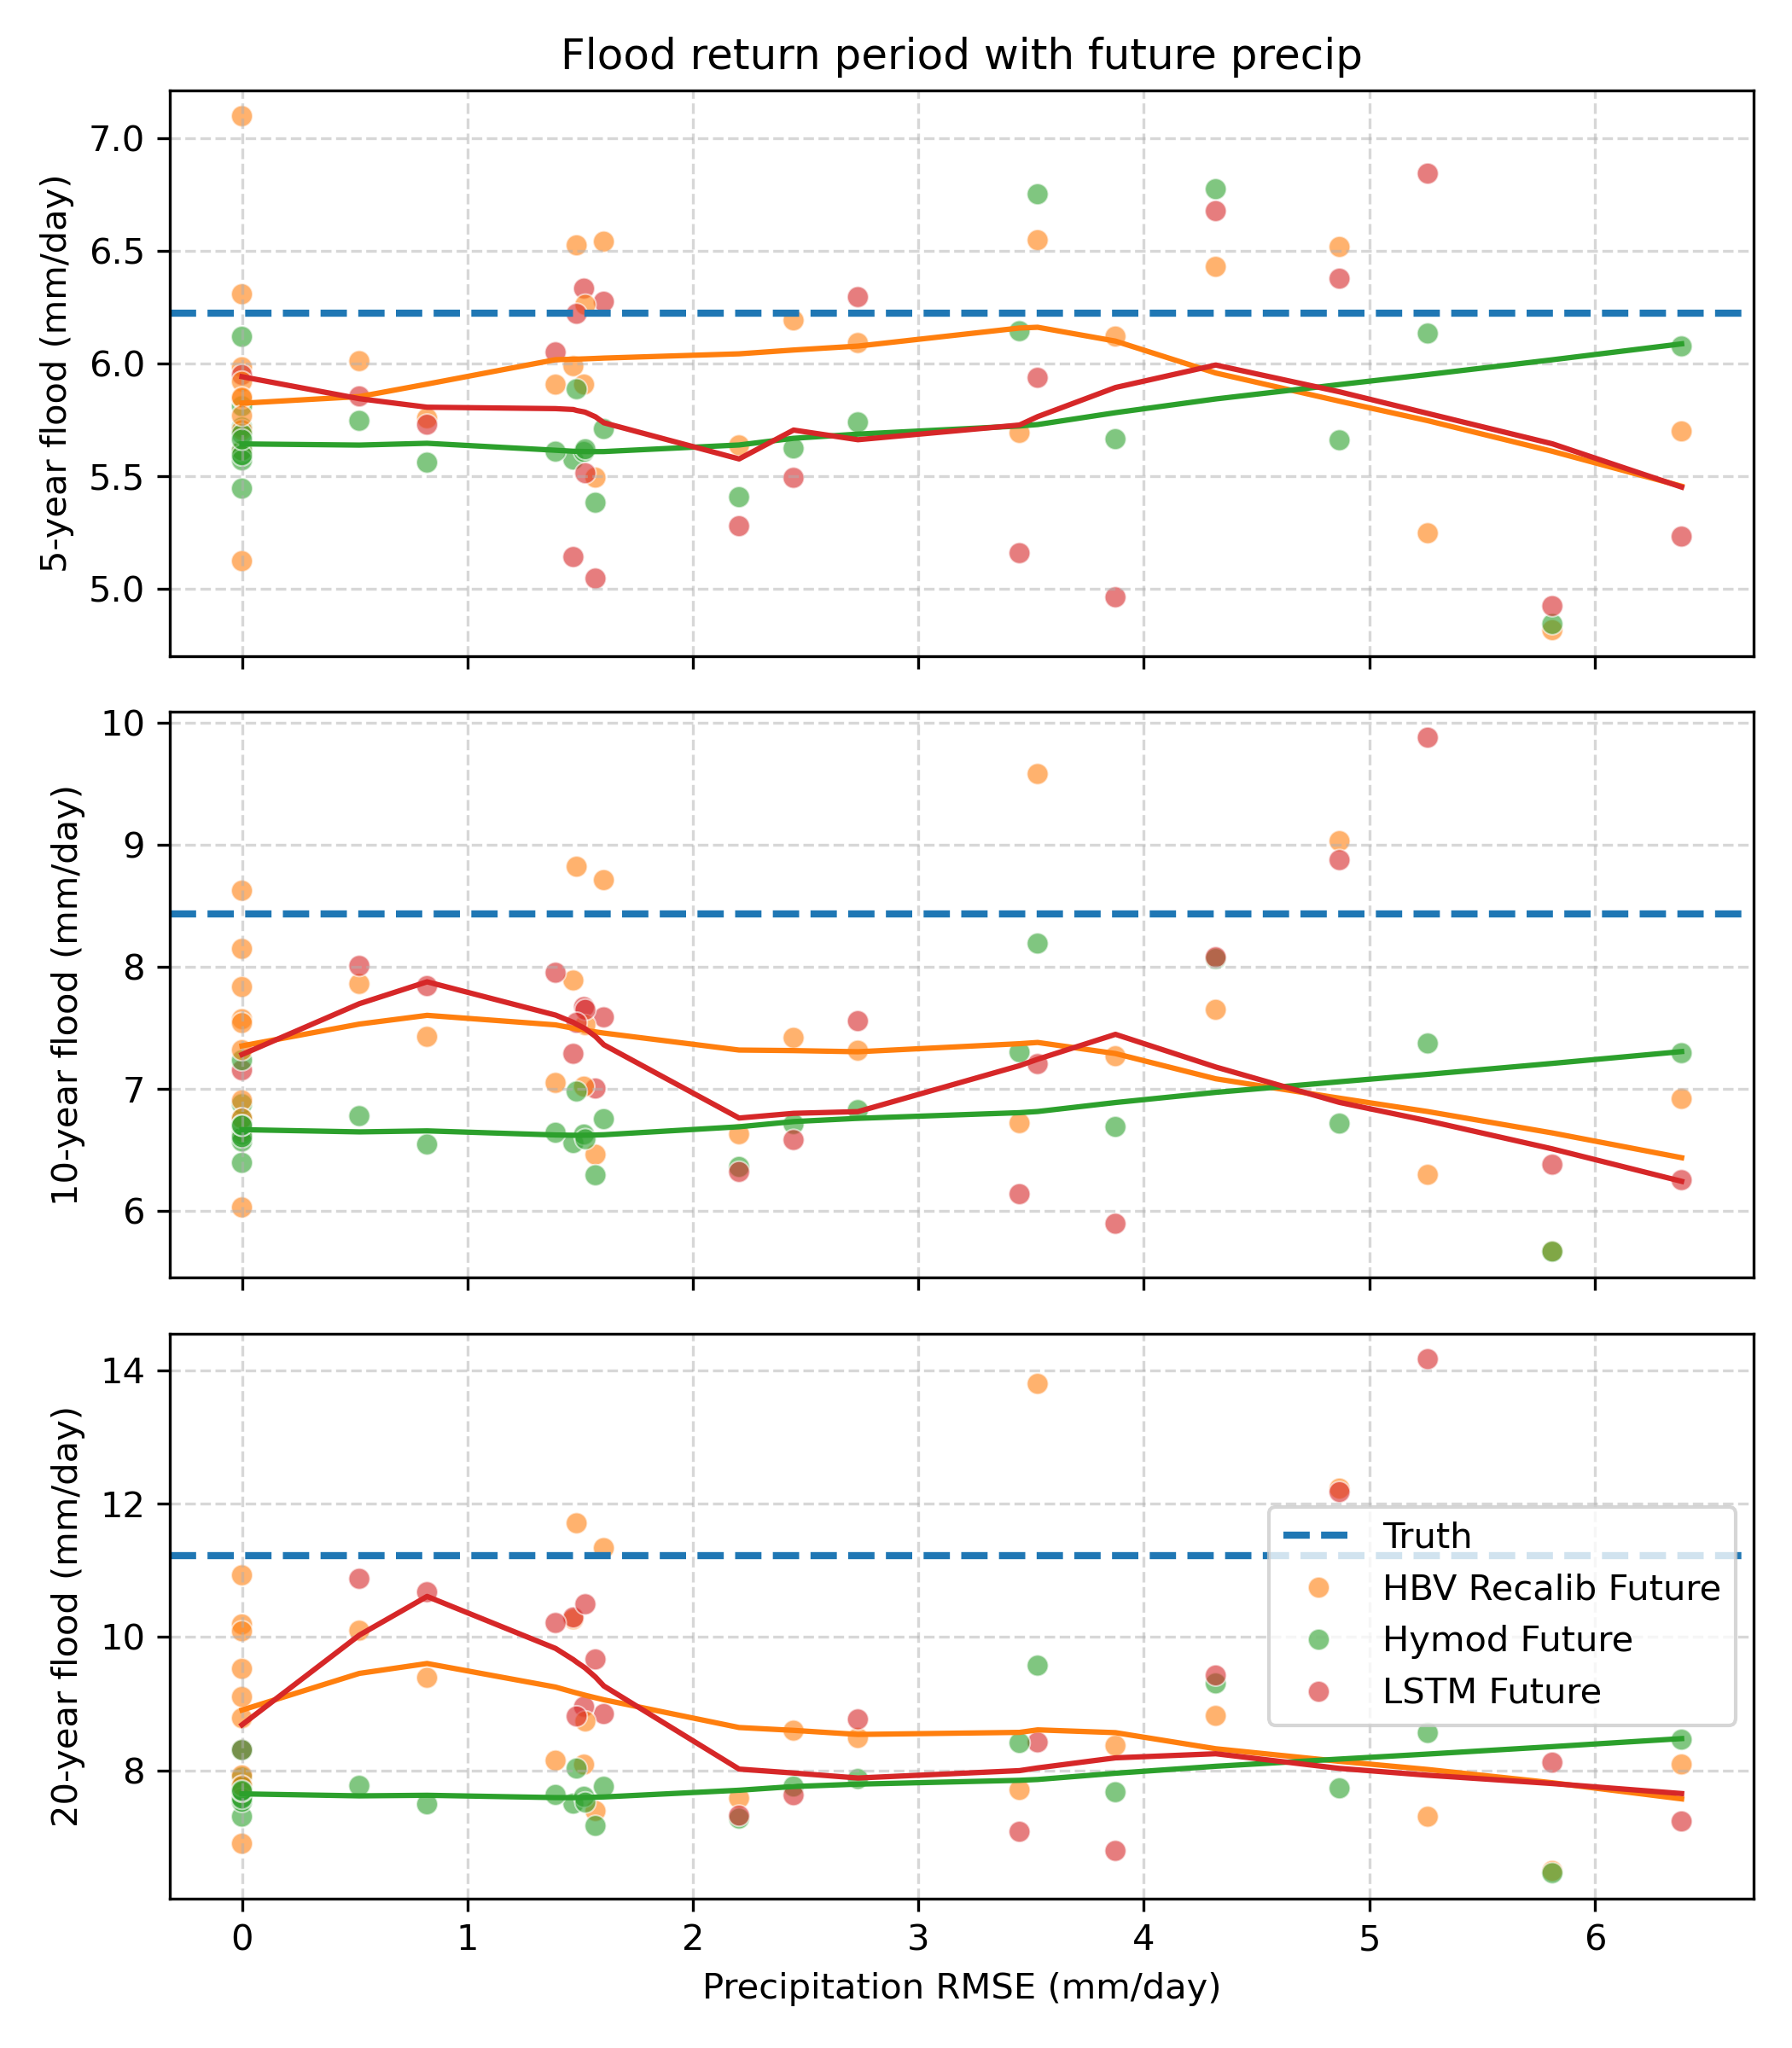 Flood return period with future precip
7.0
6.5
6.0
5.5
5.0
5-year flood (mm/day)
10
9
8
7
6
10-year flood (mm/day)
14
12
10
8
20-year flood (mm/day)
Truth
HBV Recalib Future
Hymod Future
LSTM Future
0 1 2 3 4 5 6
Precipitation RMSE (mm/day)